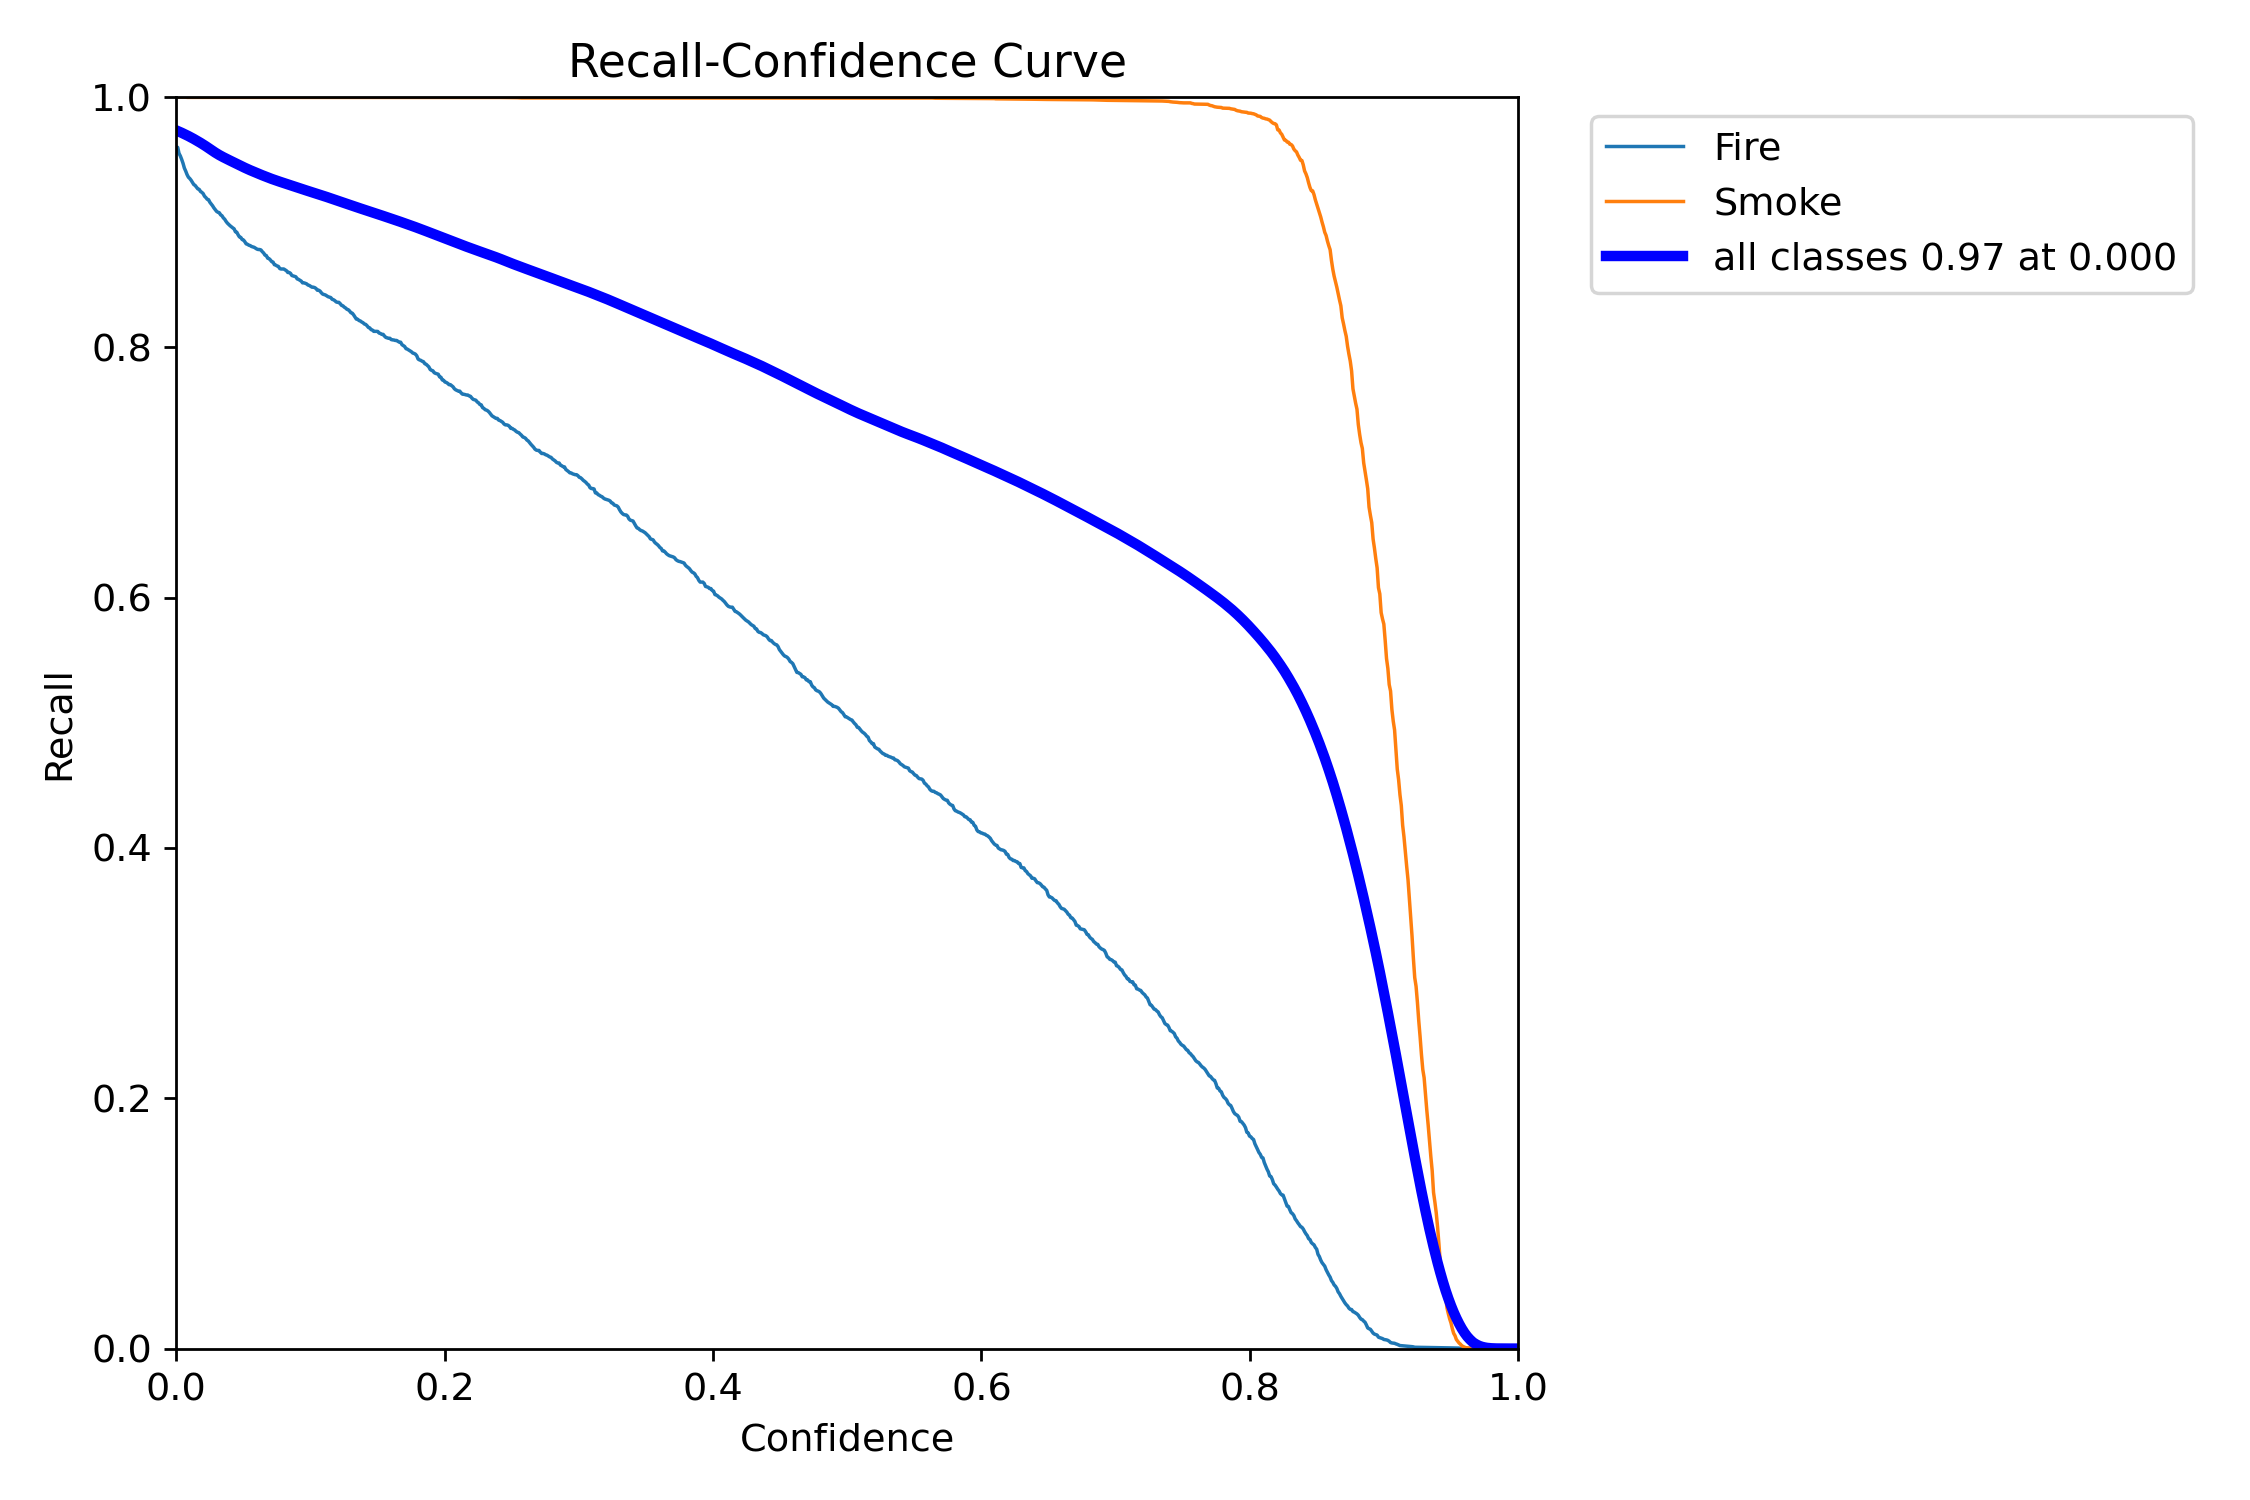 Recall-Confidence Curve
1.0
0.8
0.6
0.4
0.2
0.0
Recall
0.0 0.2 0.4 0.6 0.8 1.0
Confidence
Fire
Smoke
all classes 0.97 at 0.000